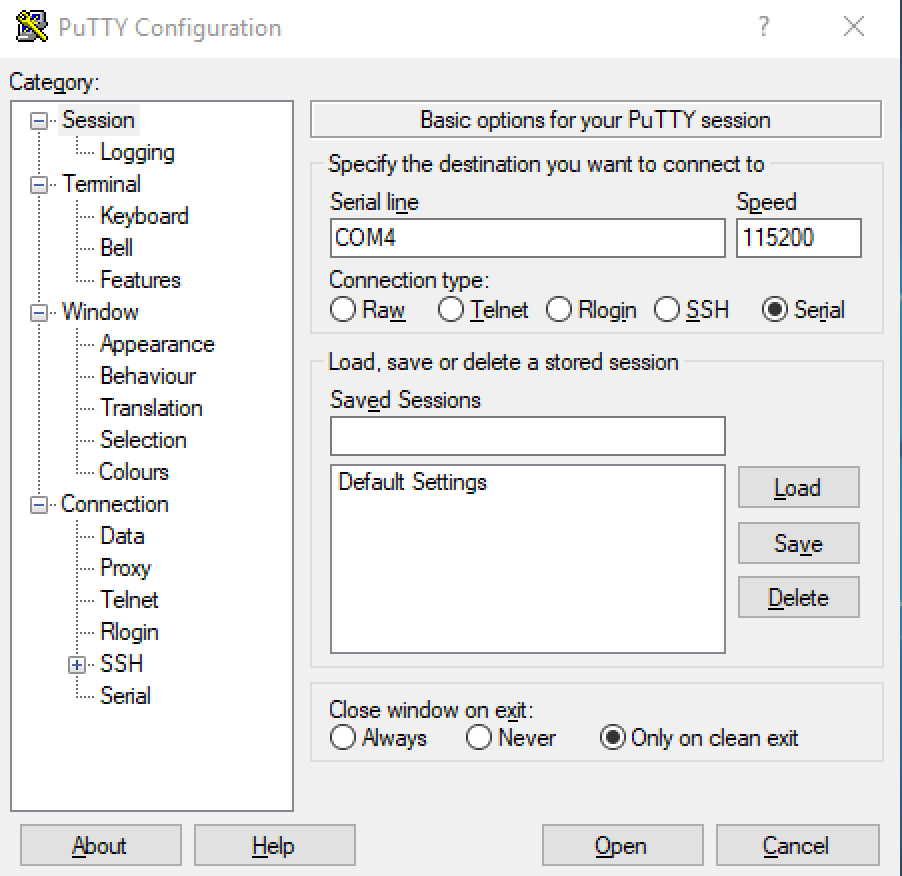 PuTTY Configuration
?
Category:
Session
Logging
Terminal
Keyboard
Bell
Features
Window
Appearance
Behaviour
Translation
Selection
Colours
Connection
Data
Proxy
Telnet
Rlogin
SSH
Serial
Basic options for your PuTTY session
Specify the destination you want to connect to
Serial line Speed
COM4 115200
Connection type:
Raw Telnet Rlogin SSH Serial
Load, save or delete a stored session
Saved Sessions
Default Settings
Load
Save
Delete
Close window on exit:
Always Never Only on clean exit
About Help Open Cancel